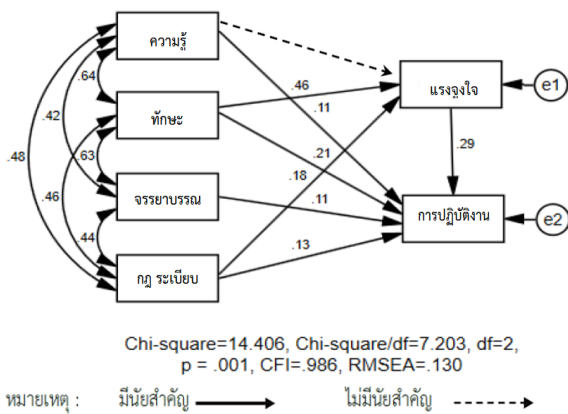 ความรู้
.64
.46
แรงจูงใจ
e1
.11
.42
ทักษะ
.48
.29
.21
.63
.18
.46
จรรยาบรรณ
.11
การปฏิบัติงาน
e2
.44
.13
กฎ ระเบียบ
Chi-square=14.406, Chi-square/df=7.203, df=2,
p = .001, CFI=.986, RMSEA=.130
หมายเหตุ : มีนัยสำคัญ ไม่มีนัยสำคัญ